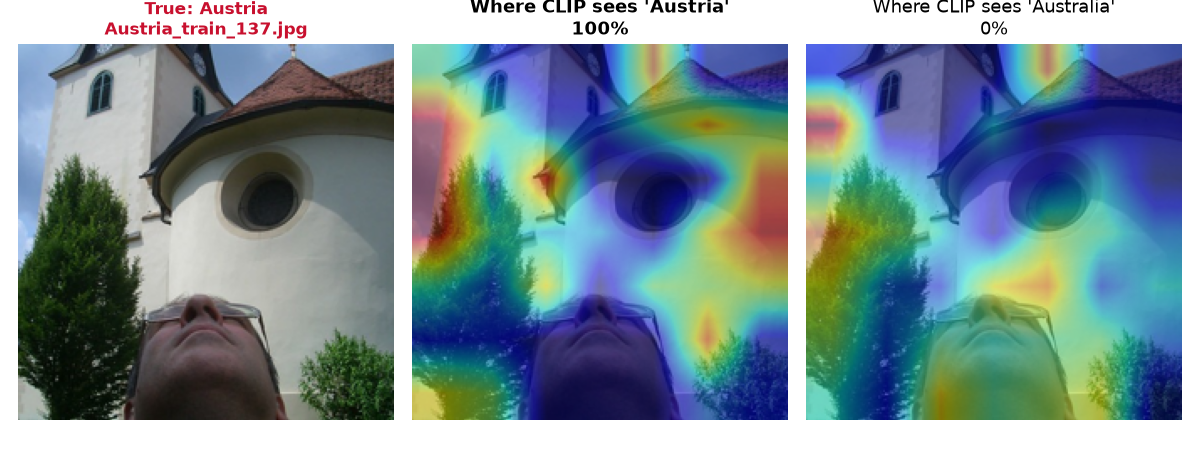 True: Austria
Austria_train_137.jpg
Where CLIP sees 'Austria'
100%
Where CLIP sees 'Australia'
0%